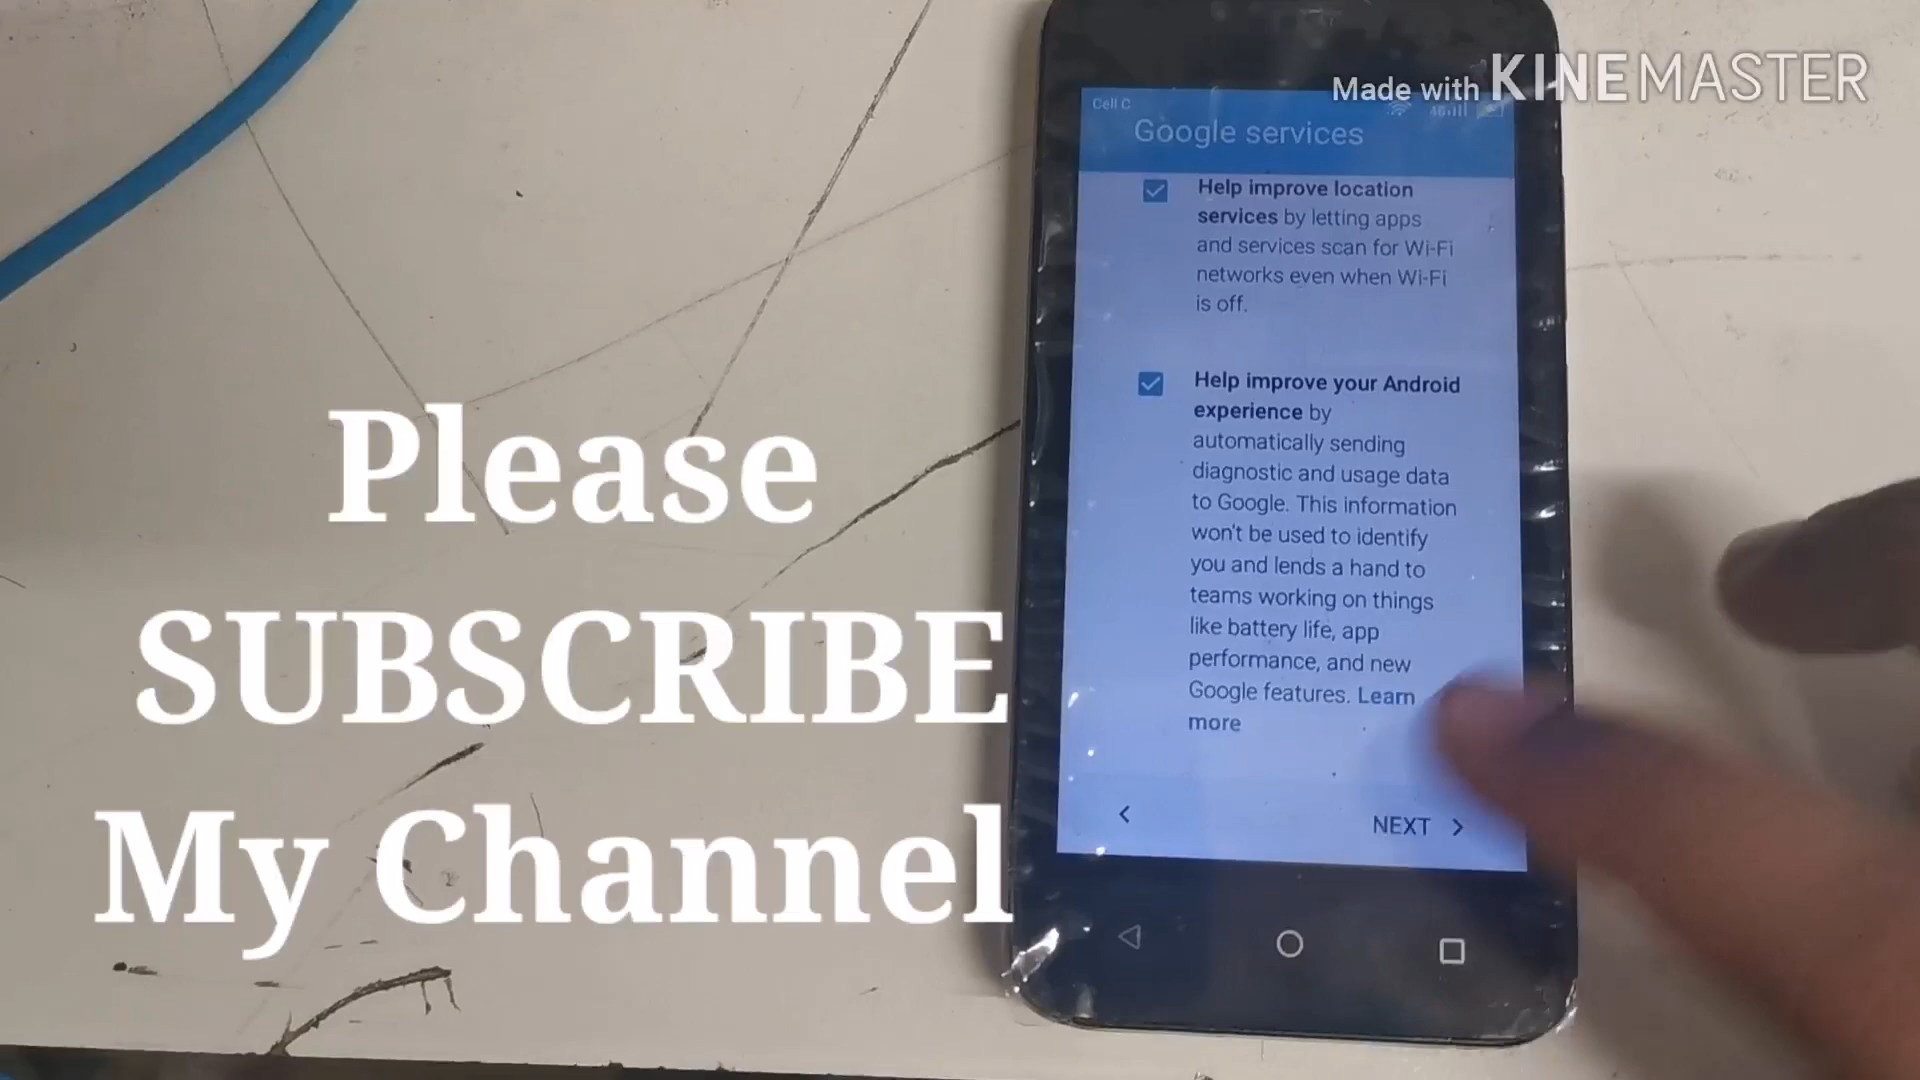 Made with KINEMASTER
Cell C
4G
Google services
Help improve location
services by letting apps
and services scan for Wi-Fi
networks even when Wi-Fi
is off.
Help improve your Android
experience by
automatically sending
diagnostic and usage data
to Google. This information
won't be used to identify
you and lends a hand to
teams working on things
like battery life, app
performance, and new
Google features. Learn
more
NEXT
Please
SUBSCRIBE
My Channel